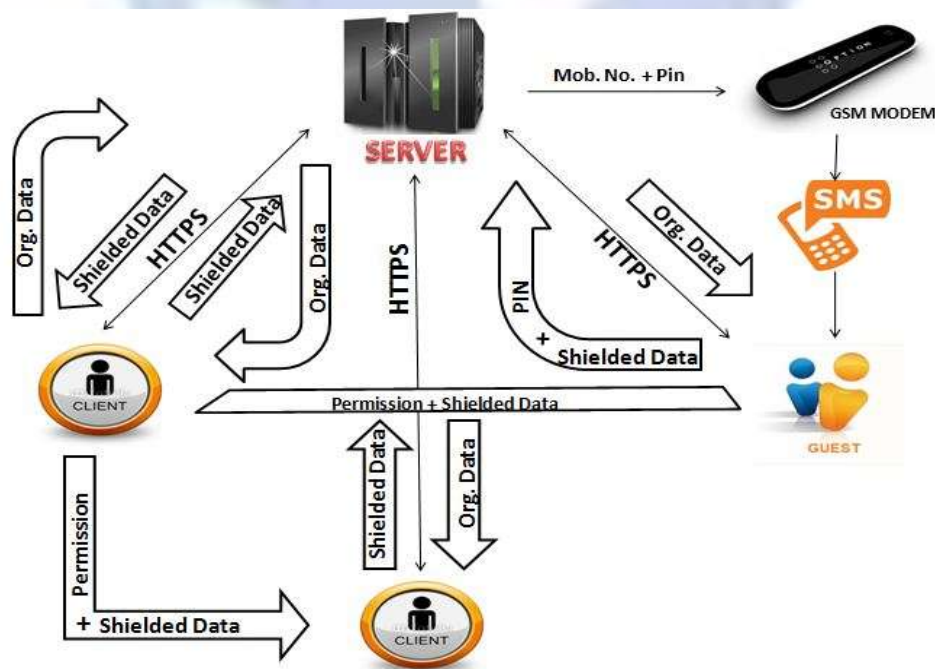 OPTION
Mob. No. + Pin
GSM MODEM
SERVER
SMS
Org. Data
Shielded Data
HTTPS
Shielded Data
Org. Data
HTTPS
PIN
+ Shielded Data
HTTPS
Org. Data
CLIENT
Permission + Shielded Data
GUEST
Shielded Data
Org. Data
Permission
+ Shielded Data
CLIENT